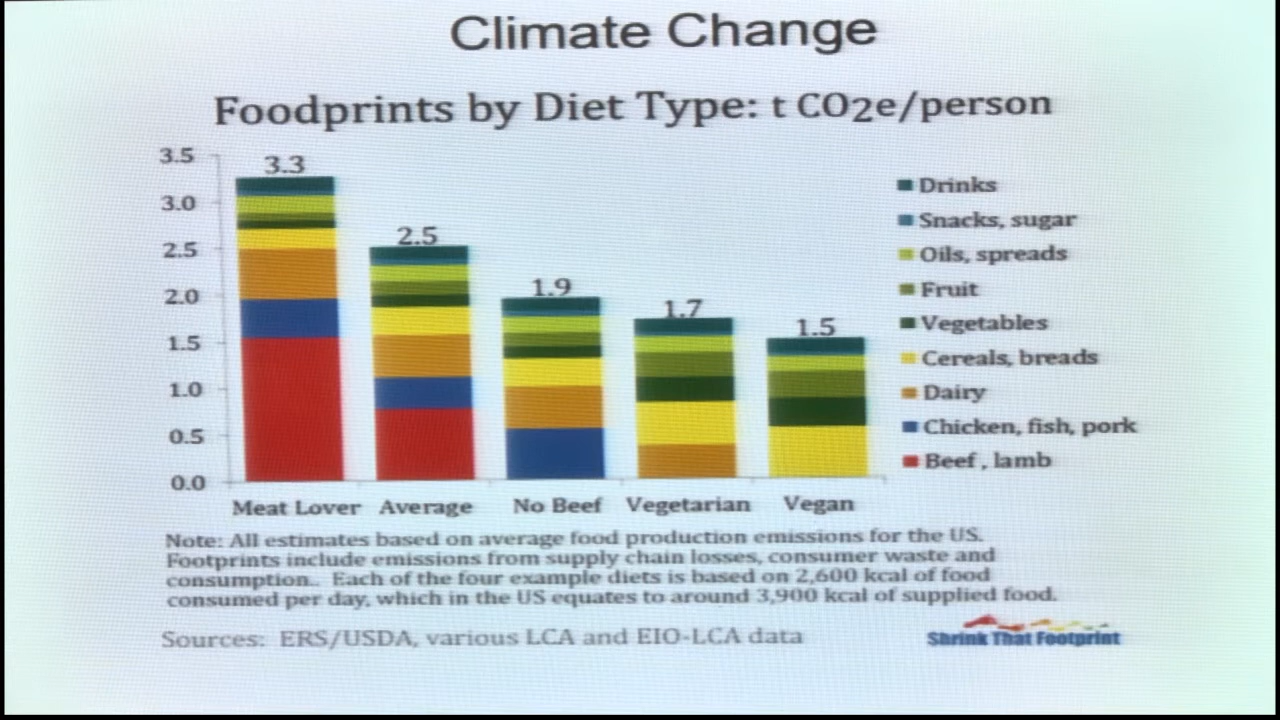 Climate Change
Foodprints by Diet Type: t CO2e/person
3.5
3.0
2.5
2.0
1.5
1.0
0.5
0.0
3.3
2.5
1.9
1.7
1.5
Meat Lover
Average
No Beef
Vegetarian
Vegan
Drinks
Snacks, sugar
Oils, spreads
Fruit
Vegetables
Cereals, breads
Dairy
Chicken, fish, pork
Beef , lamb
Note: All estimates based on average food production emissions for the US.
Footprints include emissions from supply chain losses, consumer waste and
consumption.. Each of the four example diets is based on 2,600 kcal of food
consumed per day, which in the US equates to around 3,900 kcal of supplied food.
Sources: ERS/USDA, various LCA and EIO-LCA data
Shrink That Footprint